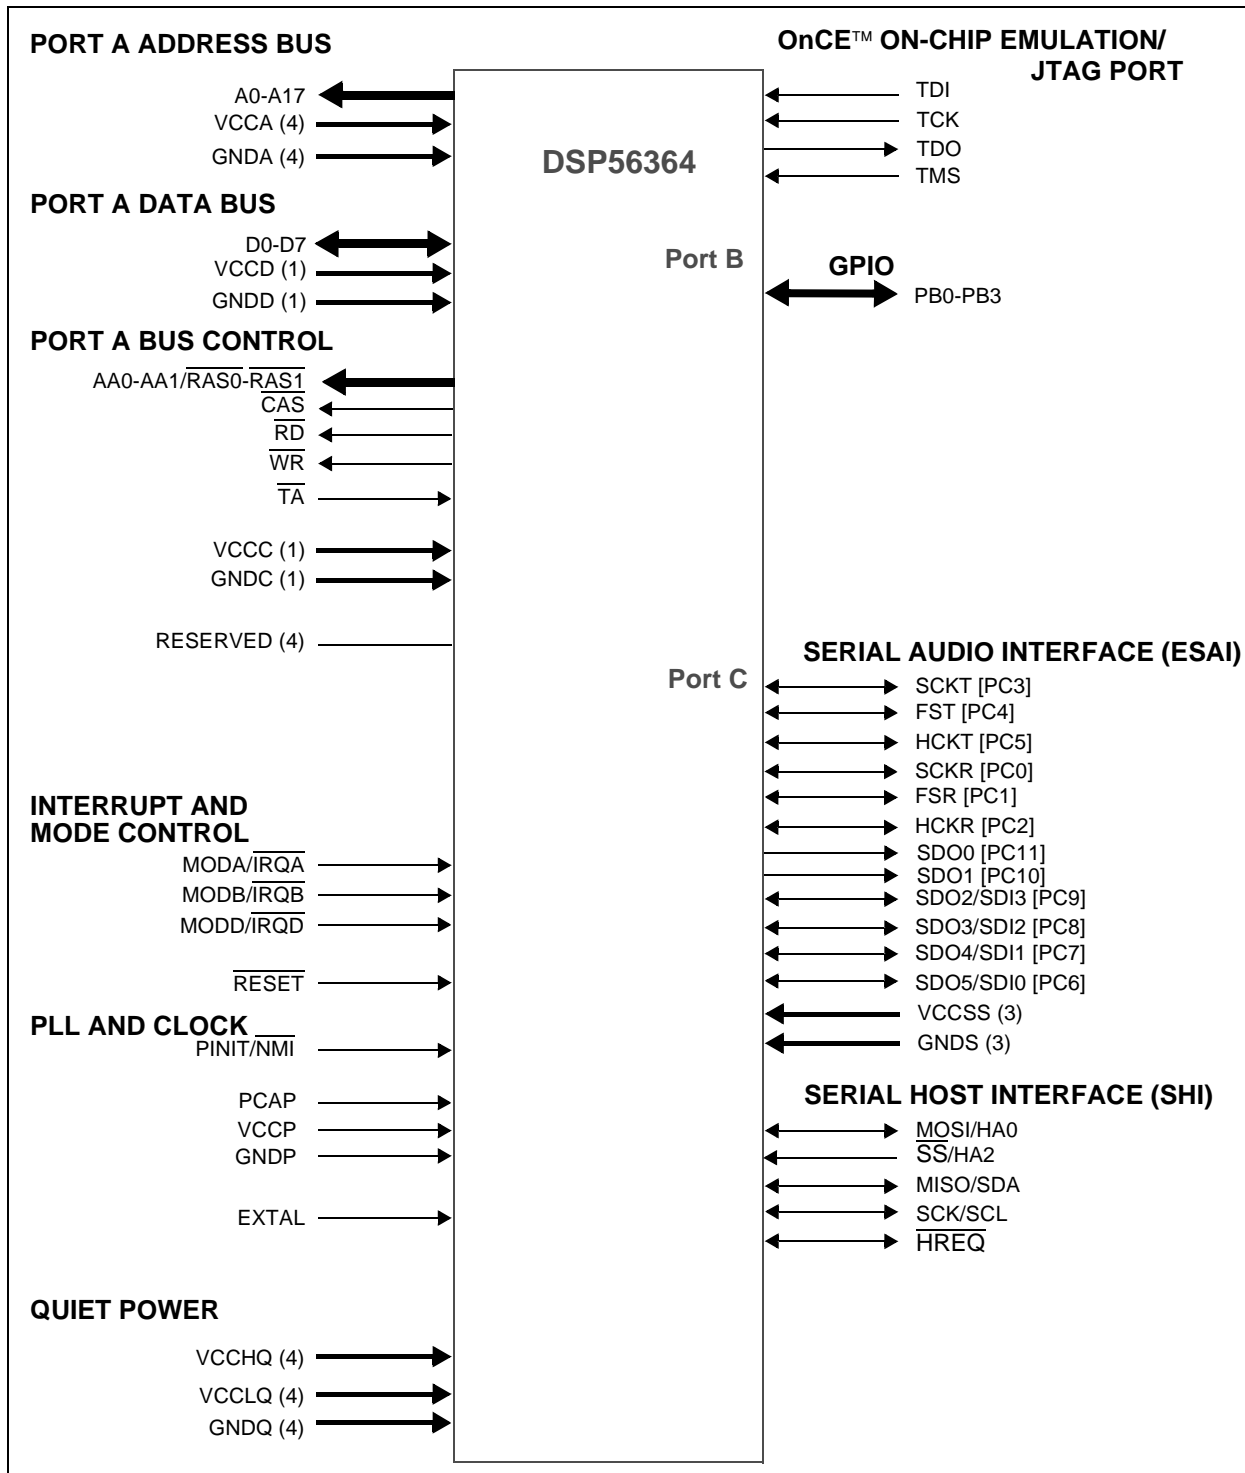 PORT A ADDRESS BUS
A0-A17
VCCA (4)
GNDA (4)
PORT A DATA BUS
D0-D7
VCCD (1)
GNDD (1)
PORT A BUS CONTROL
AA0-AA1/RAS0-RAS1
CAS
RD
WR
TA
VCCC (1)
GNDC (1)
RESERVED (4)
INTERRUPT AND
MODE CONTROL
MODA/IRQA
MODB/IRQB
MODD/IRQD
RESET
PLL AND CLOCK
PINIT/NMI
PCAP
VCCP
GNDP
EXTAL
QUIET POWER
VCCHQ (4)
VCCLQ (4)
GNDQ (4)
DSP56364
Port B
Port C
OnCE™ ON-CHIP EMULATION/
JTAG PORT
TDI
TCK
TDO
TMS
GPIO
PB0-PB3
SERIAL AUDIO INTERFACE (ESAI)
SCKT [PC3]
FST [PC4]
HCKT [PC5]
SCKR [PC0]
FSR [PC1]
HCKR [PC2]
SDO0 [PC11]
SDO1 [PC10]
SDO2/SDI3 [PC9]
SDO3/SDI2 [PC8]
SDO4/SDI1 [PC7]
SDO5/SDI0 [PC6]
VCCSS (3)
GNDS (3)
SERIAL HOST INTERFACE (SHI)
MOSI/HA0
SS/HA2
MISO/SDA
SCK/SCL
HREQ